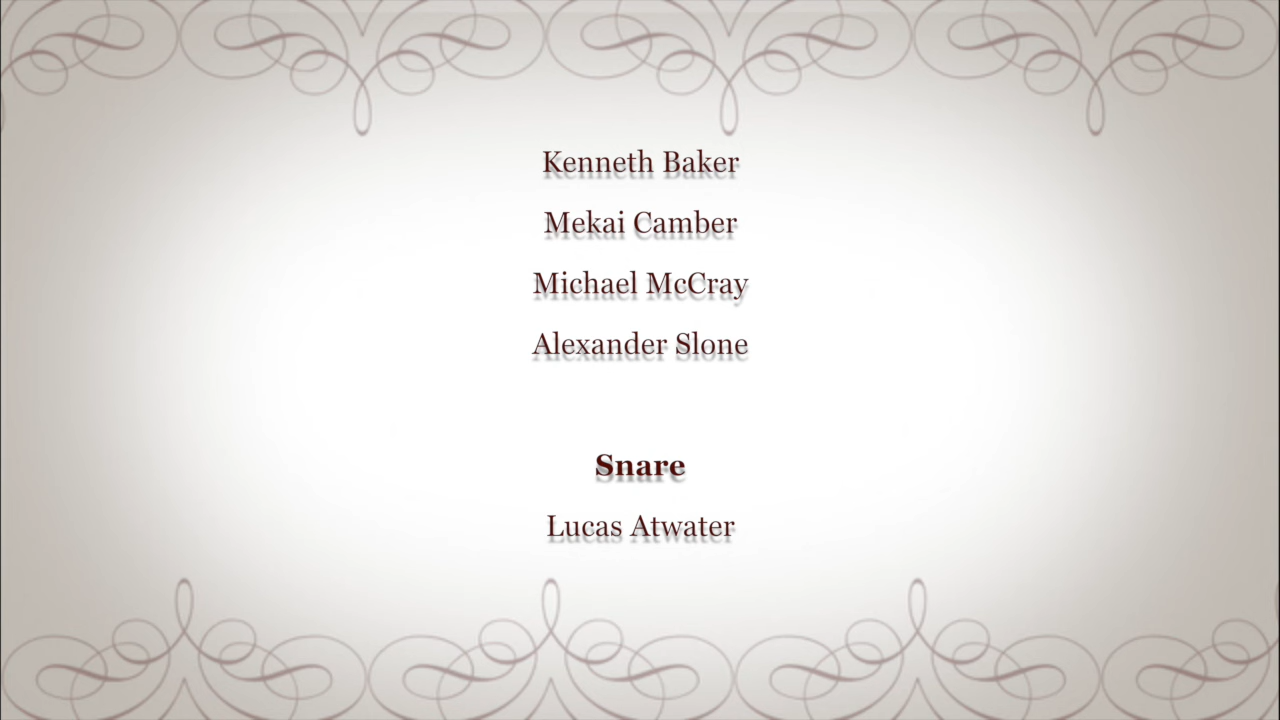 Kenneth Baker
Mekai Camber
Michael McCray
Alexander Slone
Snare
Lucas Atwater